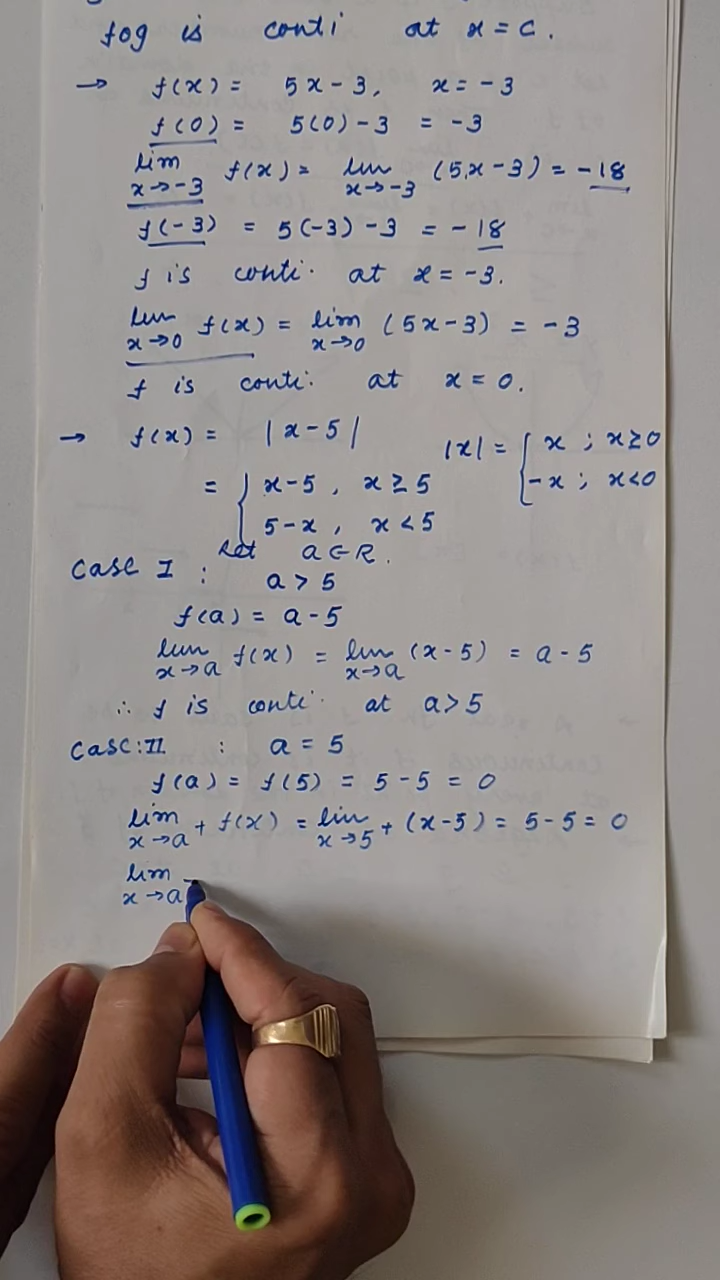 fog is conti at x = c.
→ f(x) = 5x - 3, x = -3
f(0) = 5(0) - 3 = -3
lim x→-3 f(x) = lim x→-3 (5x - 3) = -18
f(-3) = 5(-3) - 3 = -18
f is conti. at x = -3.
lim x→0 f(x) = lim x→0 (5x - 3) = -3
f is conti. at x = 0.
→ f(x) = |x - 5| |x| = { x ; x ≥ 0
-x ; x < 0
= { x - 5 , x ≥ 5
5 - x , x < 5
Let a ∈ R.
Case I : a > 5
f(a) = a - 5
lim x→a f(x) = lim x→a (x - 5) = a - 5
∴ f is conti. at a > 5
Case: II : a = 5
f(a) = f(5) = 5 - 5 = 0
lim x→a+ f(x) = lim x→5+ (x - 5) = 5 - 5 = 0
lim x→a -